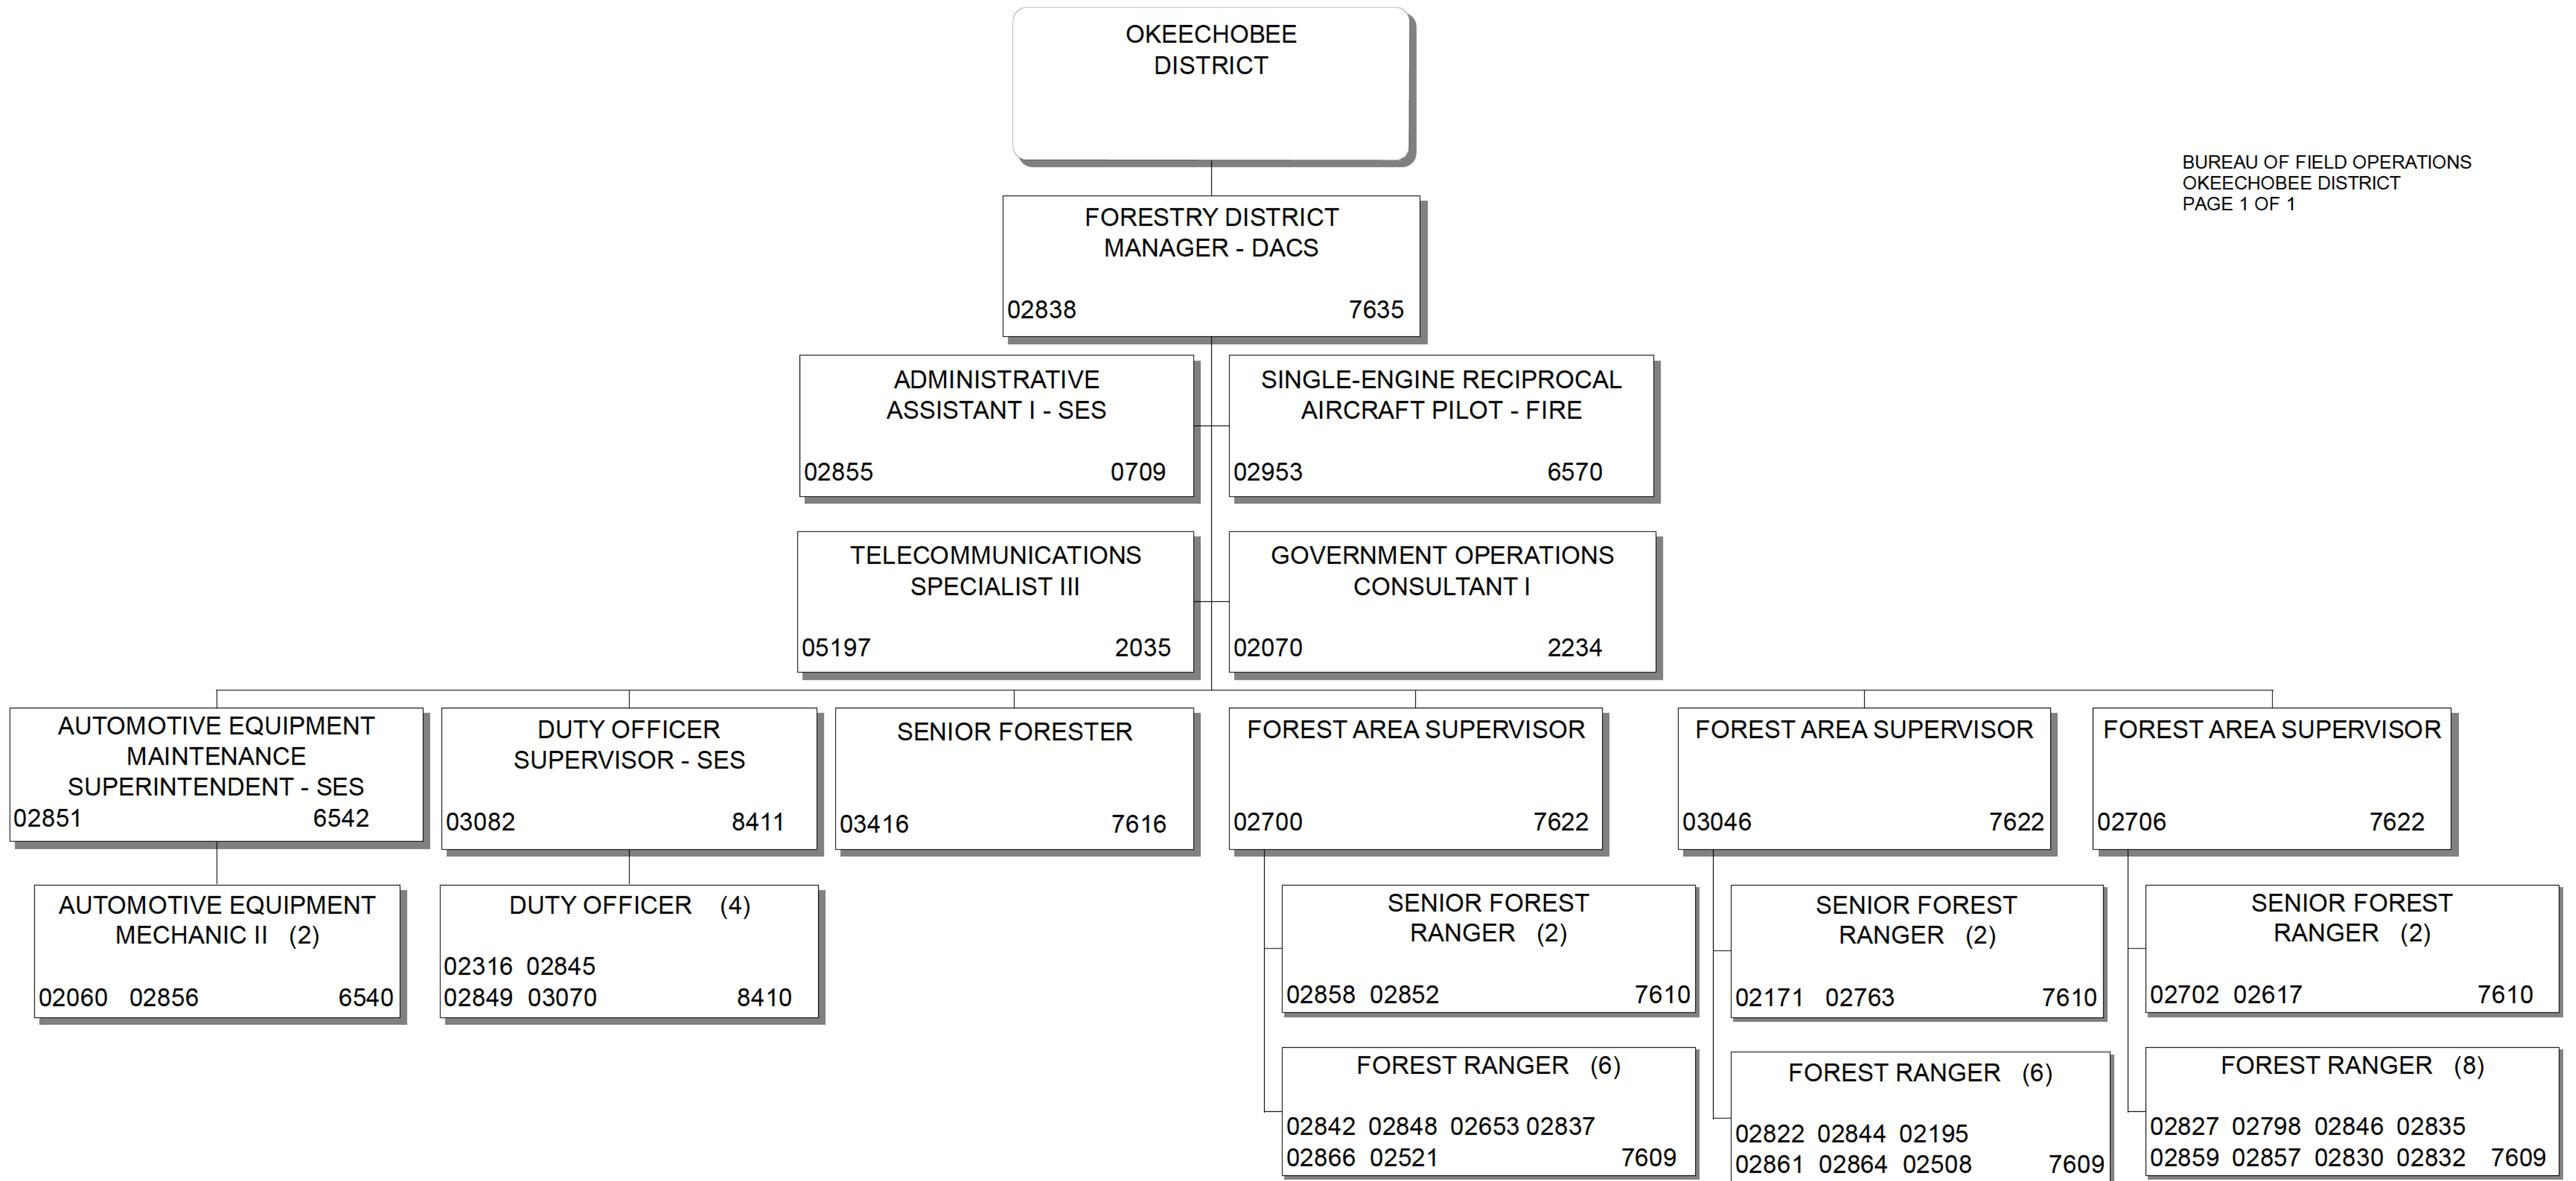 OKEECHOBEE
DISTRICT
BUREAU OF FIELD OPERATIONS
OKEECHOBEE DISTRICT
PAGE 1 OF 1
FORESTRY DISTRICT
MANAGER - DACS
02838 7635
ADMINISTRATIVE
ASSISTANT I - SES
02855 0709
SINGLE-ENGINE RECIPROCAL
AIRCRAFT PILOT - FIRE
02953 6570
TELECOMMUNICATIONS
SPECIALIST III
05197 2035
GOVERNMENT OPERATIONS
CONSULTANT I
02070 2234
AUTOMOTIVE EQUIPMENT
MAINTENANCE
SUPERINTENDENT - SES
02851 6542
DUTY OFFICER
SUPERVISOR - SES
03082 8411
SENIOR FORESTER
03416 7616
FOREST AREA SUPERVISOR
02700 7622
FOREST AREA SUPERVISOR
03046 7622
FOREST AREA SUPERVISOR
02706 7622
AUTOMOTIVE EQUIPMENT
MECHANIC II (2)
02060 02856 6540
DUTY OFFICER (4)
02316 02845
02849 03070 8410
SENIOR FOREST
RANGER (2)
02858 02852 7610
SENIOR FOREST
RANGER (2)
02171 02763 7610
SENIOR FOREST
RANGER (2)
02702 02617 7610
FOREST RANGER (6)
02842 02848 02653 02837
02866 02521 7609
FOREST RANGER (6)
02822 02844 02195
02861 02864 02508 7609
FOREST RANGER (8)
02827 02798 02846 02835
02859 02857 02830 02832 7609